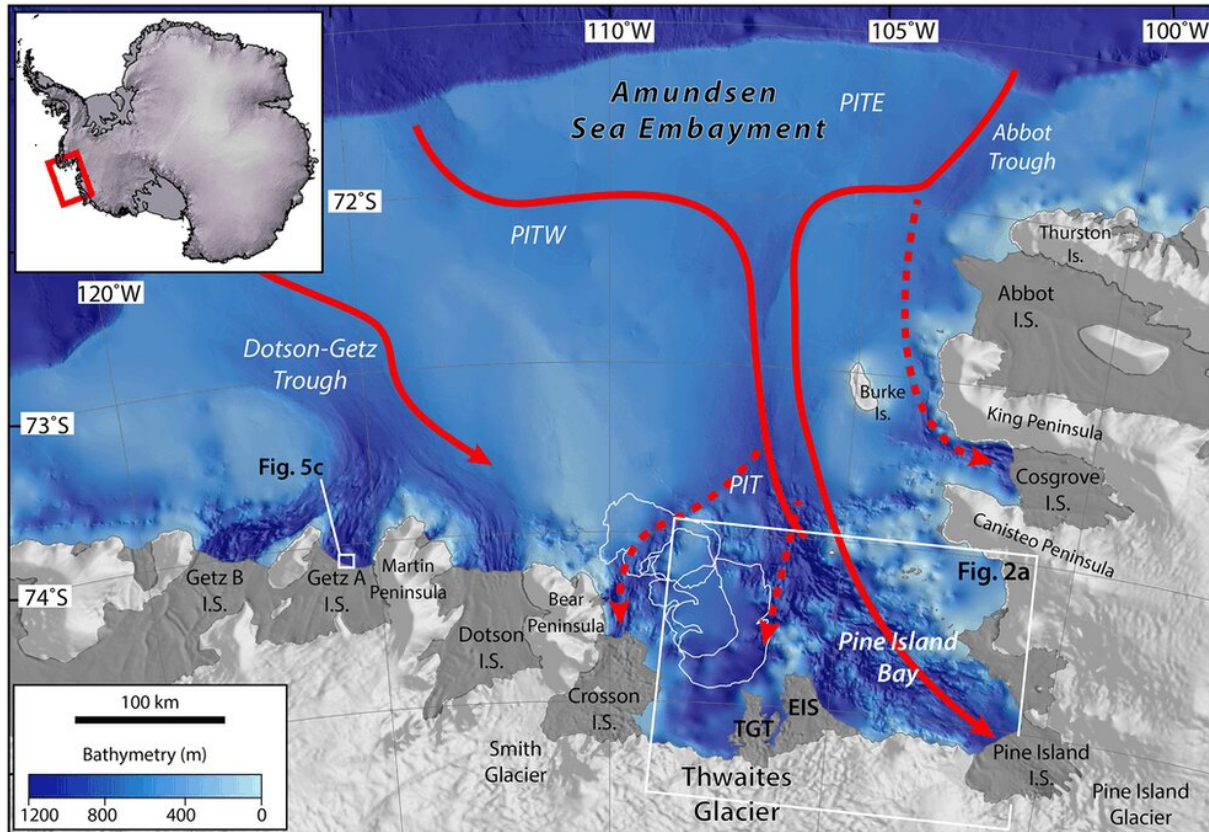 110˚W
105˚W
100˚W
Amundsen
Sea Embayment
PITE
Abbot
Trough
72˚S
PITW
Thurston
Is.
120˚W
Abbot
I.S.
Dotson-Getz
Trough
Burke
Is.
King Peninsula
73˚S
Fig. 5c
PIT
Cosgrove
I.S.
Canisteo Peninsula
Fig. 2a
Getz B
I.S.
Getz A
I.S.
Martin
Peninsula
74˚S
Bear
Peninsula
Dotson
I.S.
Pine Island
Bay
Crosson
I.S.
EIS
TGT
100 km
Bathymetry (m)
1200
800
400
0
Smith
Glacier
Thwaites
Glacier
Pine Island
I.S.
Pine Island
Glacier